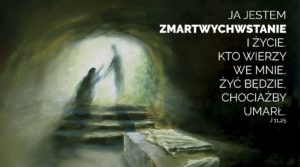 JA JESTEM
ZMARTWYCHWSTANIE
I ŻYCIE.
KTO WIERZY
WE MNIE,
ŻYĆ BĘDZIE,
CHOCIAŻBY
UMARŁ.
J 11,25